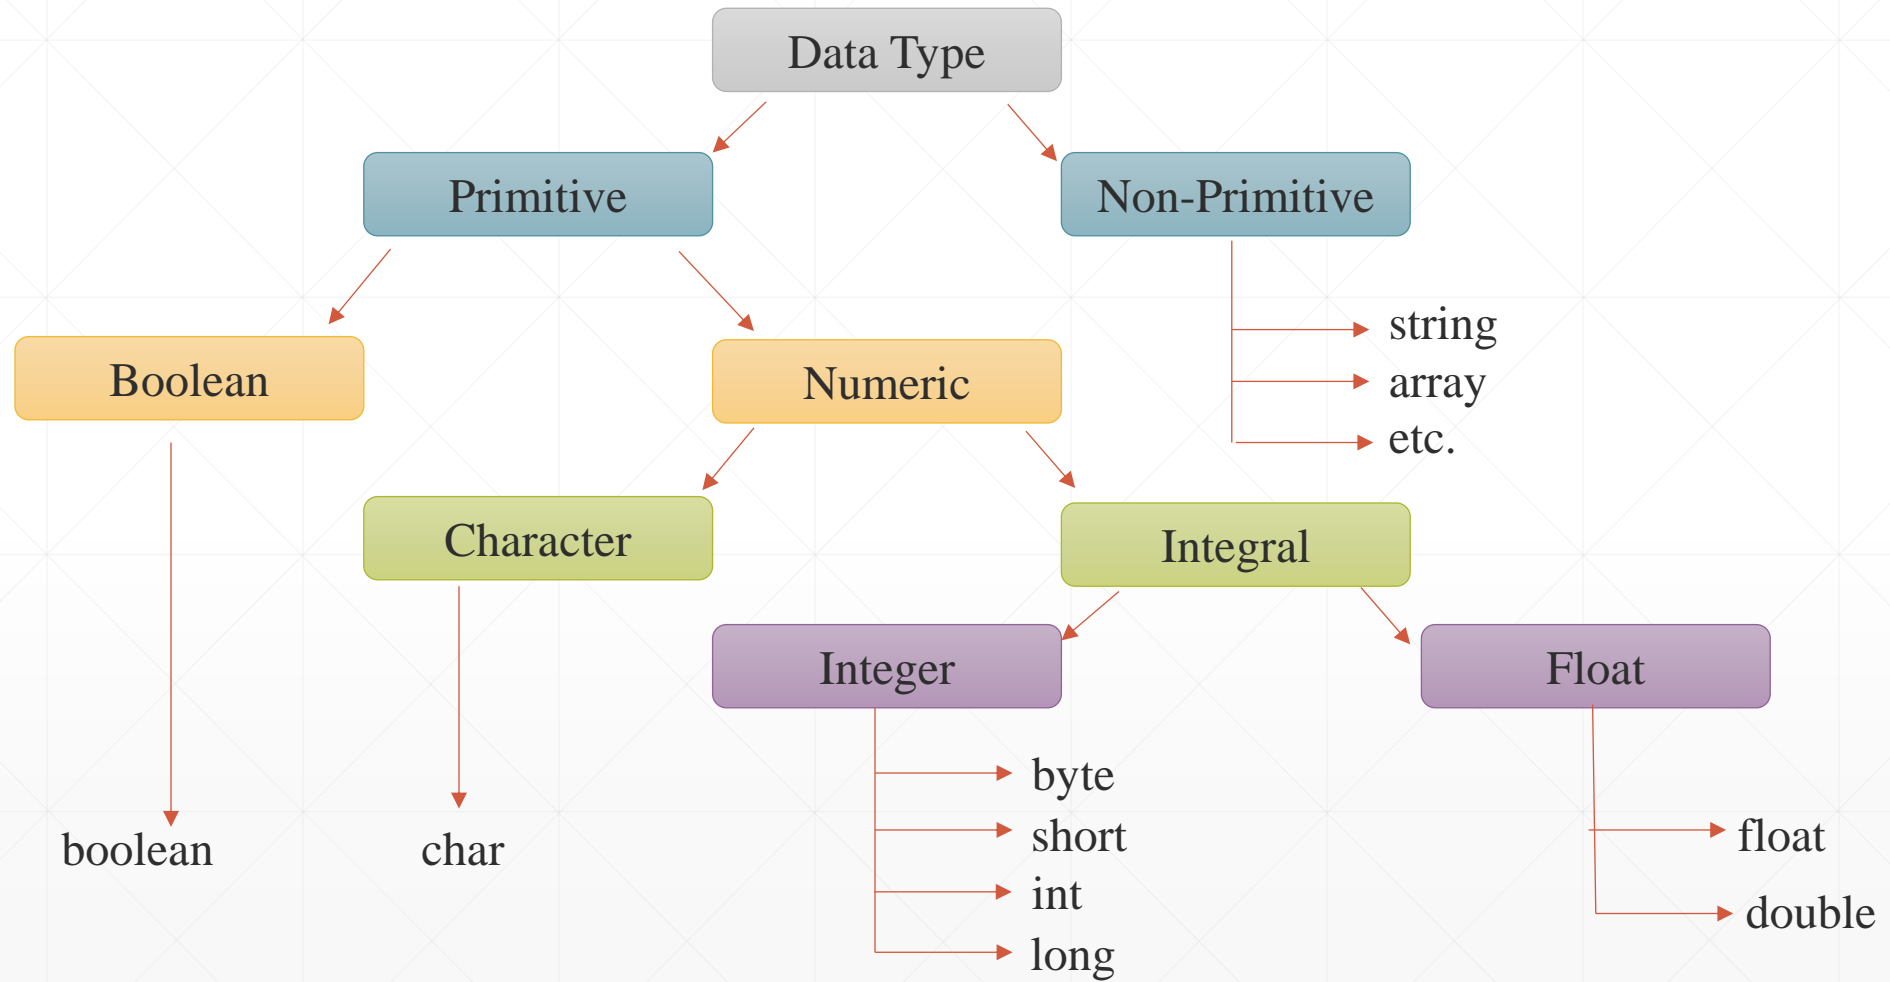 Data Type
Primitive
Non-Primitive
Boolean
Numeric
string
array
etc.
Character
Integral
Integer
Float
boolean
char
byte
short
int
long
float
double